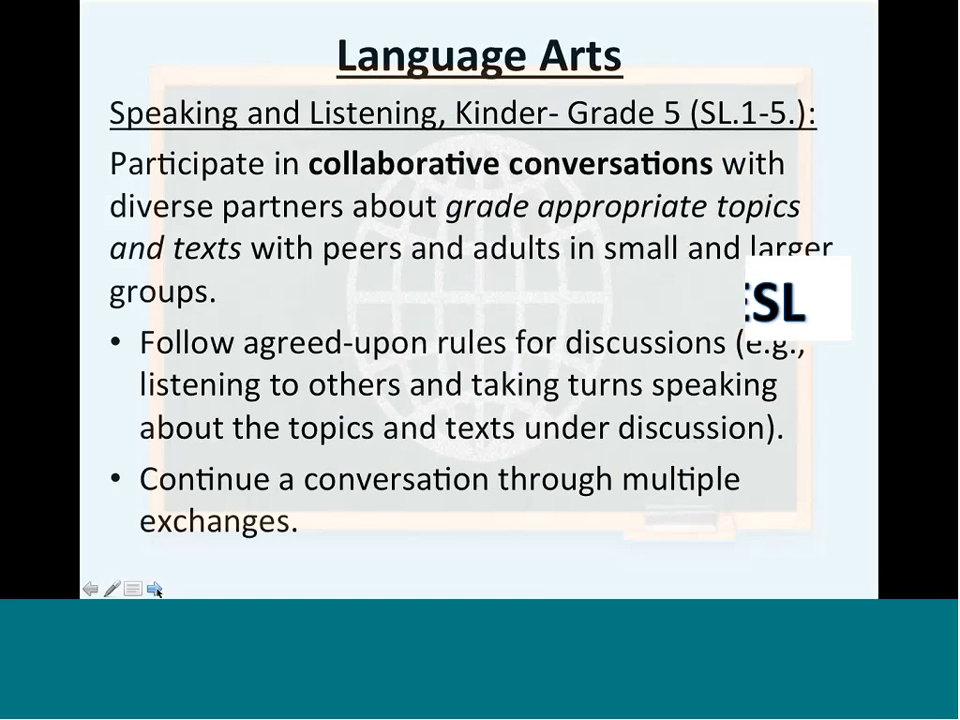 Language Arts
Speaking and Listening, Kinder- Grade 5 (SL.1-5.):
Participate in collaborative conversations with
diverse partners about grade appropriate topics
and texts with peers and adults in small and larger
groups.
ESL
• Follow agreed-upon rules for discussions (e.g.,
listening to others and taking turns speaking
about the topics and texts under discussion).
• Continue a conversation through multiple
exchanges.